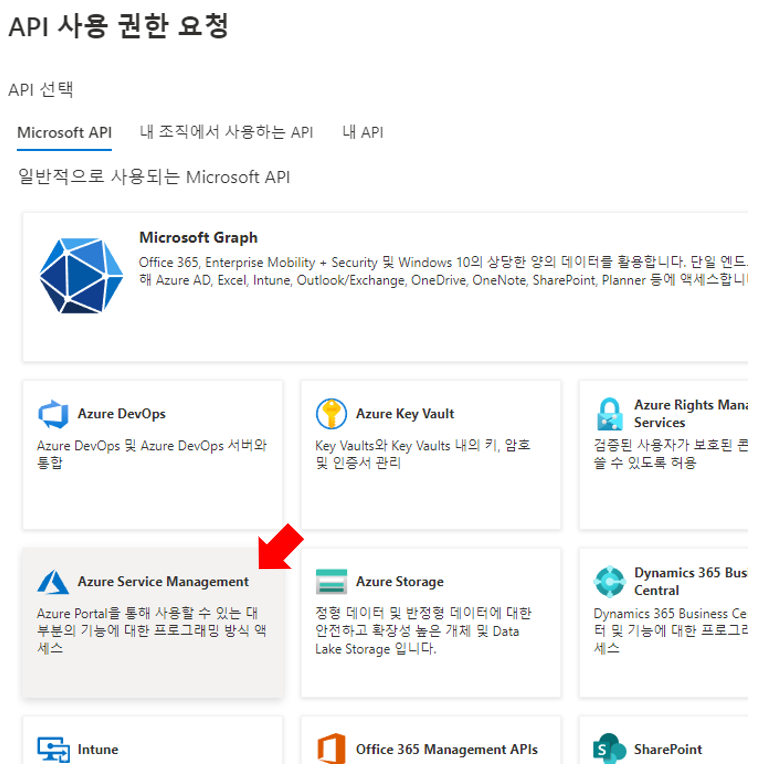 API 사용 권한 요청
API 선택
Microsoft API 내 조직에서 사용하는 API 내 API
일반적으로 사용되는 Microsoft API
Microsoft Graph
Office 365, Enterprise Mobility + Security 및 Windows 10의 상당한 양의 데이터를 활용합니다. 단일 엔드
해 Azure AD, Excel, Intune, Outlook/Exchange, OneDrive, OneNote, SharePoint, Planner 등에 액세스합니
Azure DevOps
Azure DevOps 및 Azure DevOps 서버와
통합
Azure Key Vault
Key Vaults와 Key Vaults 내의 키, 암호
및 인증서 관리
Azure Rights Mana
Services
검증된 사용자가 보호된 콘
쓸 수 있도록 허용
Azure Service Management
Azure Portal을 통해 사용할 수 있는 대
부분의 기능에 대한 프로그래밍 방식 액
세스
Azure Storage
정형 데이터 및 반정형 데이터에 대한
안전하고 확장성 높은 개체 및 Data
Lake Storage 입니다.
Dynamics 365 Bus
Central
Dynamics 365 Business Ce
터 및 기능에 대한 프로그래
세스
Intune
Office 365 Management APIs
SharePoint